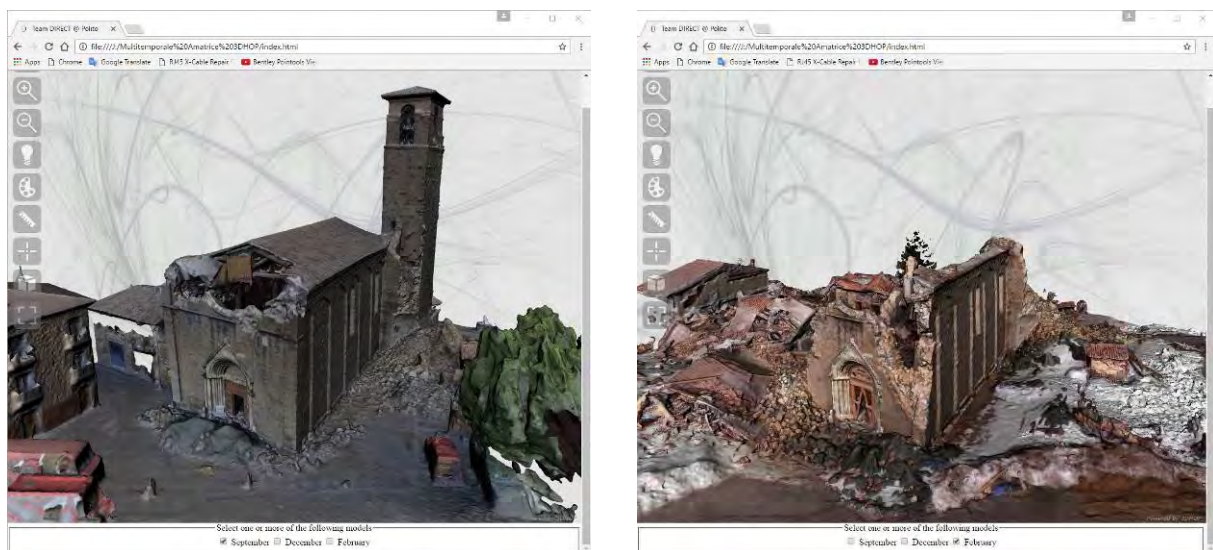 Team DIRECT @ Polito
file:////:/Multitemporale%20Amatrice%203DHOP/index.html
Apps Chrome Google Translate RJ45 X-Cable Repair Bentley Pointools Vie
Select one or more of the following models
September December February
Team DIRECT @ Polito
file:////:/Multitemporale%20Amatrice%203DHOP/index.html
Apps Chrome Google Translate RJ45 X-Cable Repair Bentley Pointools Vie
Select one or more of the following models
September December February